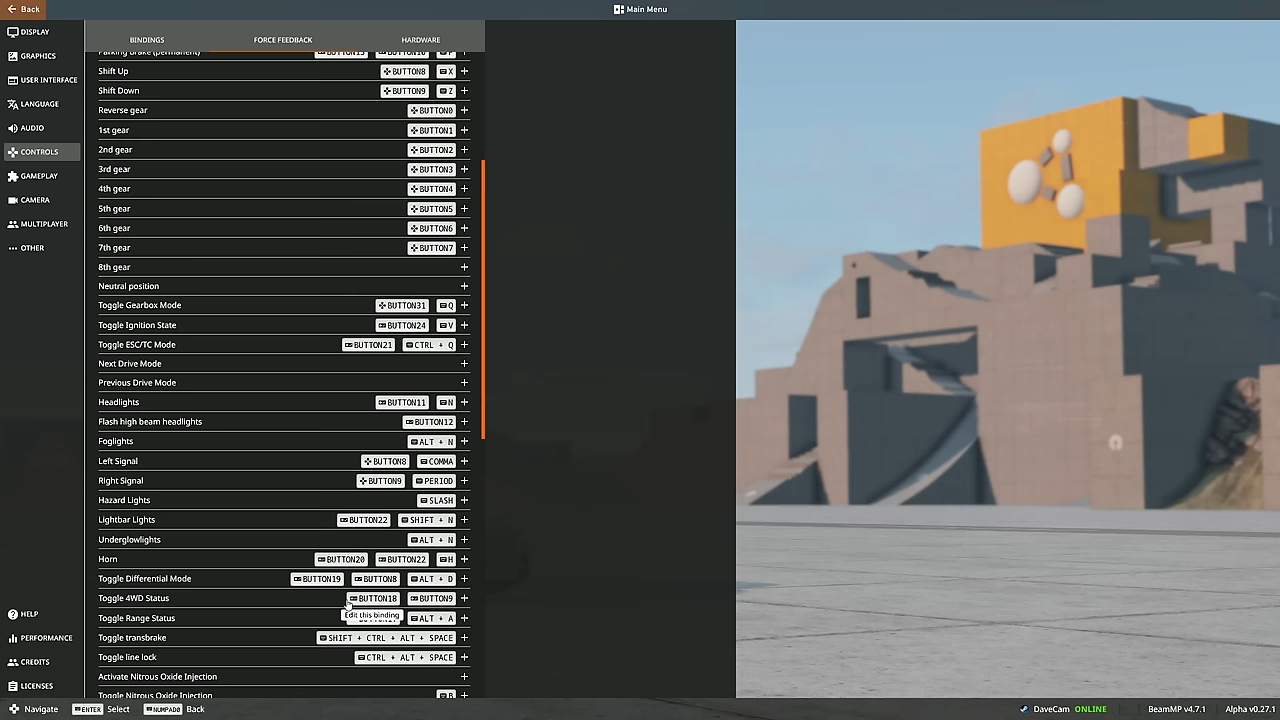 Back
Main Menu
DISPLAY
GRAPHICS
USER INTERFACE
LANGUAGE
AUDIO
CONTROLS
GAMEPLAY
CAMERA
MULTIPLAYER
OTHER
HELP
PERFORMANCE
CREDITS
LICENSES
BINDINGS FORCE FEEDBACK HARDWARE
Parking brake (permanent)
Shift Up BUTTON8 X
Shift Down BUTTON9 Z
Reverse gear BUTTON0
1st gear BUTTON1
2nd gear BUTTON2
3rd gear BUTTON3
4th gear BUTTON4
5th gear BUTTON5
6th gear BUTTON6
7th gear BUTTON7
8th gear
Neutral position
Toggle Gearbox Mode BUTTON31 Q
Toggle Ignition State BUTTON24 V
Toggle ESC/TC Mode BUTTON21 CTRL + Q
Next Drive Mode
Previous Drive Mode
Headlights BUTTON11 N
Flash high beam headlights BUTTON12
Foglights ALT + N
Left Signal BUTTON8 COMMA
Right Signal BUTTON9 PERIOD
Hazard Lights SLASH
Lightbar Lights BUTTON22 SHIFT + N
Underglowlights ALT + N
Horn BUTTON20 BUTTON22 H
Toggle Differential Mode BUTTON19 BUTTON8 ALT + D
Toggle 4WD Status BUTTON18 BUTTON9
Edit this binding
Toggle Range Status ALT + A
Toggle transbrake SHIFT + CTRL + ALT + SPACE
Toggle line lock CTRL + ALT + SPACE
Activate Nitrous Oxide Injection
Toggle Nitrous Oxide Injection B
Navigate ENTER Select NUMPAD0 Back
DaveCam ONLINE BeamMP v4.7.1 Alpha v0.27.1